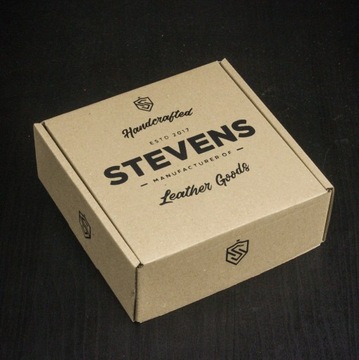 Handcrafted
ESTD 2017
STEVENS
— MANUFACTURER OF —
Leather Goods